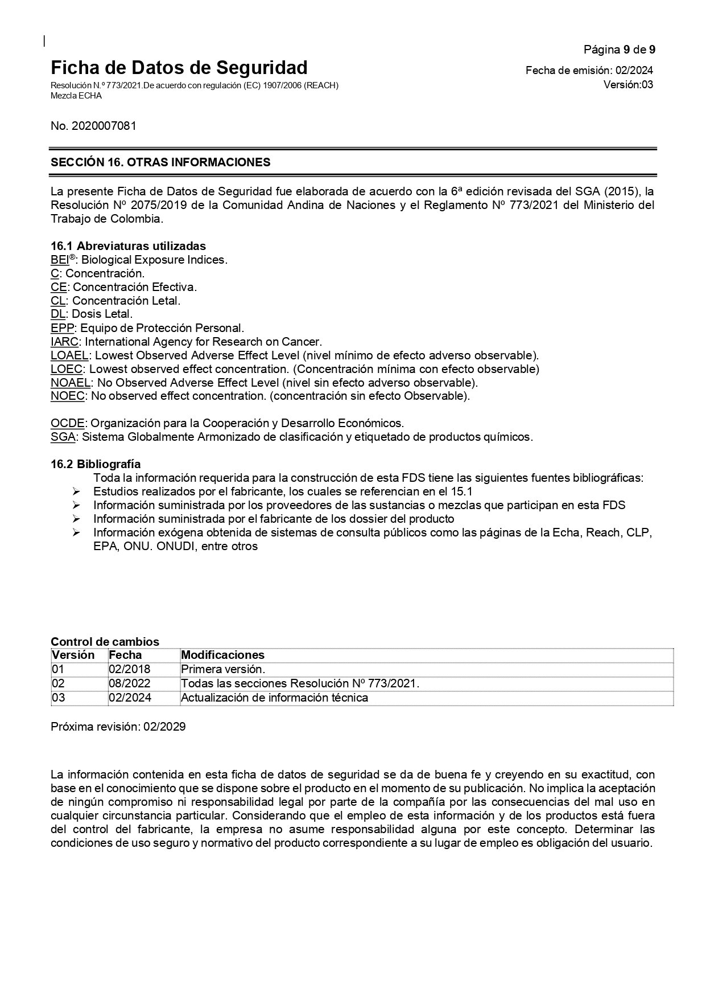 |
Página 9 de 9
Ficha de Datos de Seguridad
Fecha de emisión: 02/2024
Resolución N.º 773/2021.De acuerdo con regulación (EC) 1907/2006 (REACH)
Versión:03
Mezcla ECHA
No. 2020007081
SECCIÓN 16. OTRAS INFORMACIONES
La presente Ficha de Datos de Seguridad fue elaborada de acuerdo con la 6ª edición revisada del SGA (2015), la
Resolución Nº 2075/2019 de la Comunidad Andina de Naciones y el Reglamento Nº 773/2021 del Ministerio del
Trabajo de Colombia.
16.1 Abreviaturas utilizadas
BEI®: Biological Exposure Indices.
C: Concentración.
CE: Concentración Efectiva.
CL: Concentración Letal.
DL: Dosis Letal.
EPP: Equipo de Protección Personal.
IARC: International Agency for Research on Cancer.
LOAEL: Lowest Observed Adverse Effect Level (nivel mínimo de efecto adverso observable).
LOEC: Lowest observed effect concentration. (Concentración mínima con efecto observable)
NOAEL: No Observed Adverse Effect Level (nivel sin efecto adverso observable).
NOEC: No observed effect concentration. (concentración sin efecto Observable).
OCDE: Organización para la Cooperación y Desarrollo Económicos.
SGA: Sistema Globalmente Armonizado de clasificación y etiquetado de productos químicos.
16.2 Bibliografía
Toda la información requerida para la construcción de esta FDS tiene las siguientes fuentes bibliográficas:
➢ Estudios realizados por el fabricante, los cuales se referencian en el 15.1
➢ Información suministrada por los proveedores de las sustancias o mezclas que participan en esta FDS
➢ Información suministrada por el fabricante de los dossier del producto
➢ Información exógena obtenida de sistemas de consulta públicos como las páginas de la Echa, Reach, CLP,
EPA, ONU. ONUDI, entre otros
Control de cambios
Versión Fecha Modificaciones
01 02/2018 Primera versión.
02 08/2022 Todas las secciones Resolución Nº 773/2021.
03 02/2024 Actualización de información técnica
Próxima revisión: 02/2029
La información contenida en esta ficha de datos de seguridad se da de buena fe y creyendo en su exactitud, con
base en el conocimiento que se dispone sobre el producto en el momento de su publicación. No implica la aceptación
de ningún compromiso ni responsabilidad legal por parte de la compañía por las consecuencias del mal uso en
cualquier circunstancia particular. Considerando que el empleo de esta información y de los productos está fuera
del control del fabricante, la empresa no asume responsabilidad alguna por este concepto. Determinar las
condiciones de uso seguro y normativo del producto correspondiente a su lugar de empleo es obligación del usuario.